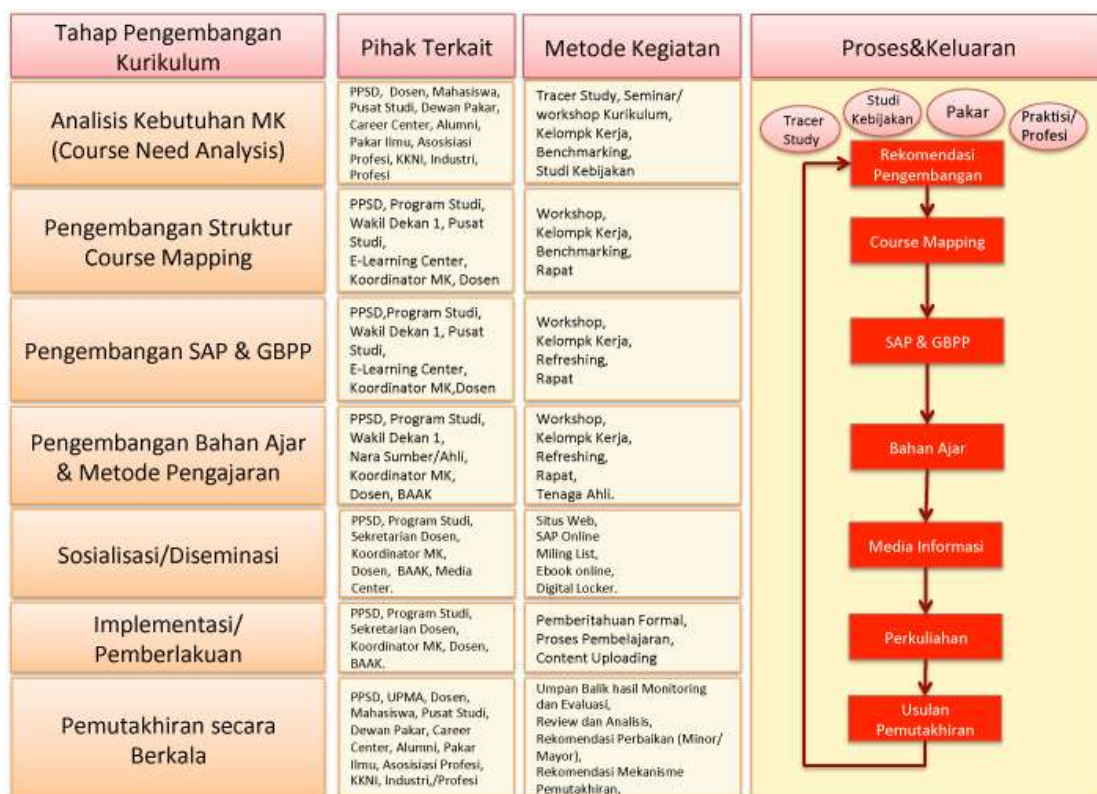 Tahap Pengembangan
Kurikulum
Pihak Terkait
Metode Kegiatan
Proses&Keluaran
Analisis Kebutuhan MK
(Course Need Analysis)
PPSD, Dosen, Mahasiswa,
Pusat Studi, Dewan Pakar,
Career Center, Alumni,
Pakar Ilmu, Asosisiasi
Profesi, KKNI, Industri,
Profesi
Tracer Study, Seminar/
workshop Kurikulum,
Kelompk Kerja,
Benchmarking,
Studi Kebijakan
Tracer
Study
Studi
Kebijakan
Pakar
Praktisi/
Profesi
Rekomendasi
Pengembangan
Pengembangan Struktur
Course Mapping
PPSD, Program Studi,
Wakil Dekan 1, Pusat
Studi,
E-Learning Center,
Koordinator MK, Dosen
Workshop,
Kelompk Kerja,
Benchmarking,
Rapat
Course Mapping
Pengembangan SAP & GBPP
PPSD,Program Studi,
Wakil Dekan 1, Pusat
Studi,
E-Learning Center,
Koordinator MK,Dosen
Workshop,
Kelompk Kerja,
Refreshing,
Rapat
SAP & GBPP
Pengembangan Bahan Ajar
& Metode Pengajaran
PPSD, Program Studi,
Wakil Dekan 1,
Nara Sumber/Ahli,
Koordinator MK,
Dosen, BAAK
Workshop,
Kelompk Kerja,
Refreshing,
Rapat,
Tenaga Ahli.
Bahan Ajar
Sosialisasi/Diseminasi
PPSD, Program Studi,
Sekretarian Dosen,
Koordinator MK,
Dosen, BAAK, Media
Center.
Situs Web,
SAP Online
Miling List,
Ebook online,
Digital Locker.
Media Informasi
Implementasi/
Pemberlakuan
PPSD, Program Studi,
Sekretarian Dosen,
Koordinator MK, Dosen,
BAAK.
Pemberitahuan Formal,
Proses Pembelajaran,
Content Uploading
Perkuliahan
Pemutakhiran secara
Berkala
PPSD, UPMA, Dosen,
Mahasiswa, Pusat Studi,
Dewan Pakar, Career
Center, Alumni, Pakar
Ilmu, Asosisiasi Profesi,
KKNI, Industri,/Profesi
Umpan Balik hasil Monitoring
dan Evaluasi,
Review dan Analisis,
Rekomendasi Perbaikan (Minor/
Mayor),
Rekomendasi Mekanisme
Pemutakhiran,
Usulan
Pemutakhiran